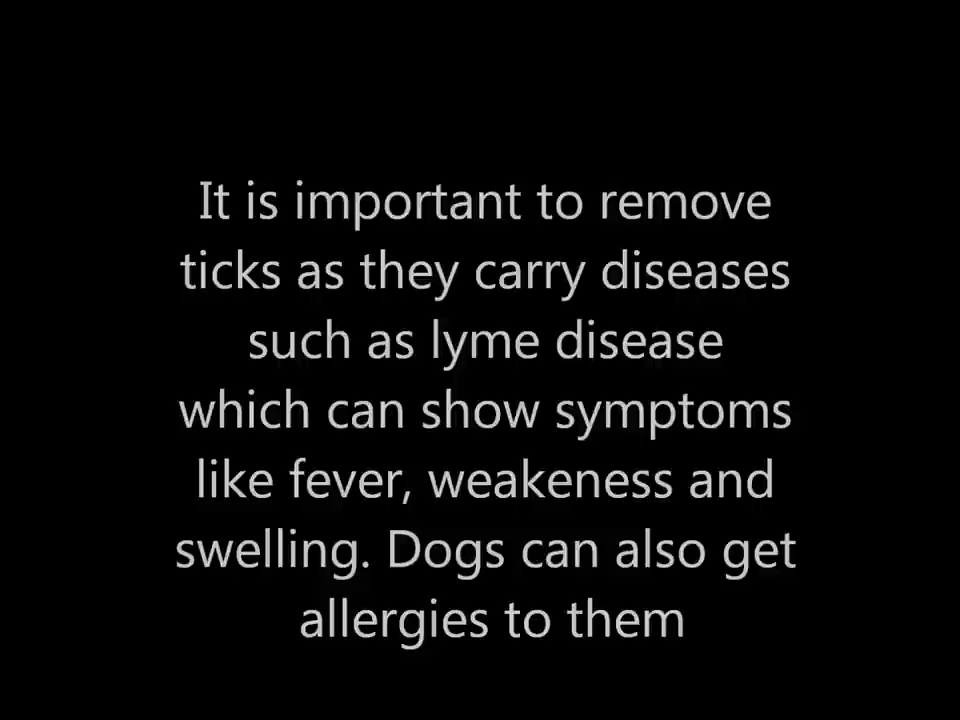 It is important to remove
ticks as they carry diseases
such as lyme disease
which can show symptoms
like fever, weakeness and
swelling. Dogs can also get
allergies to them